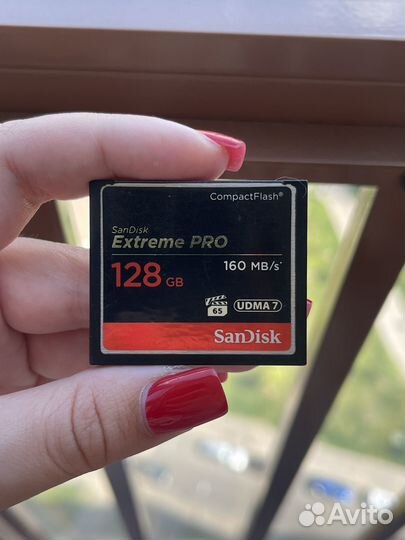 CompactFlash®
SanDisk
Extreme PRO
128 GB 160 MB/s*
65 UDMA 7
SanDisk
Avito